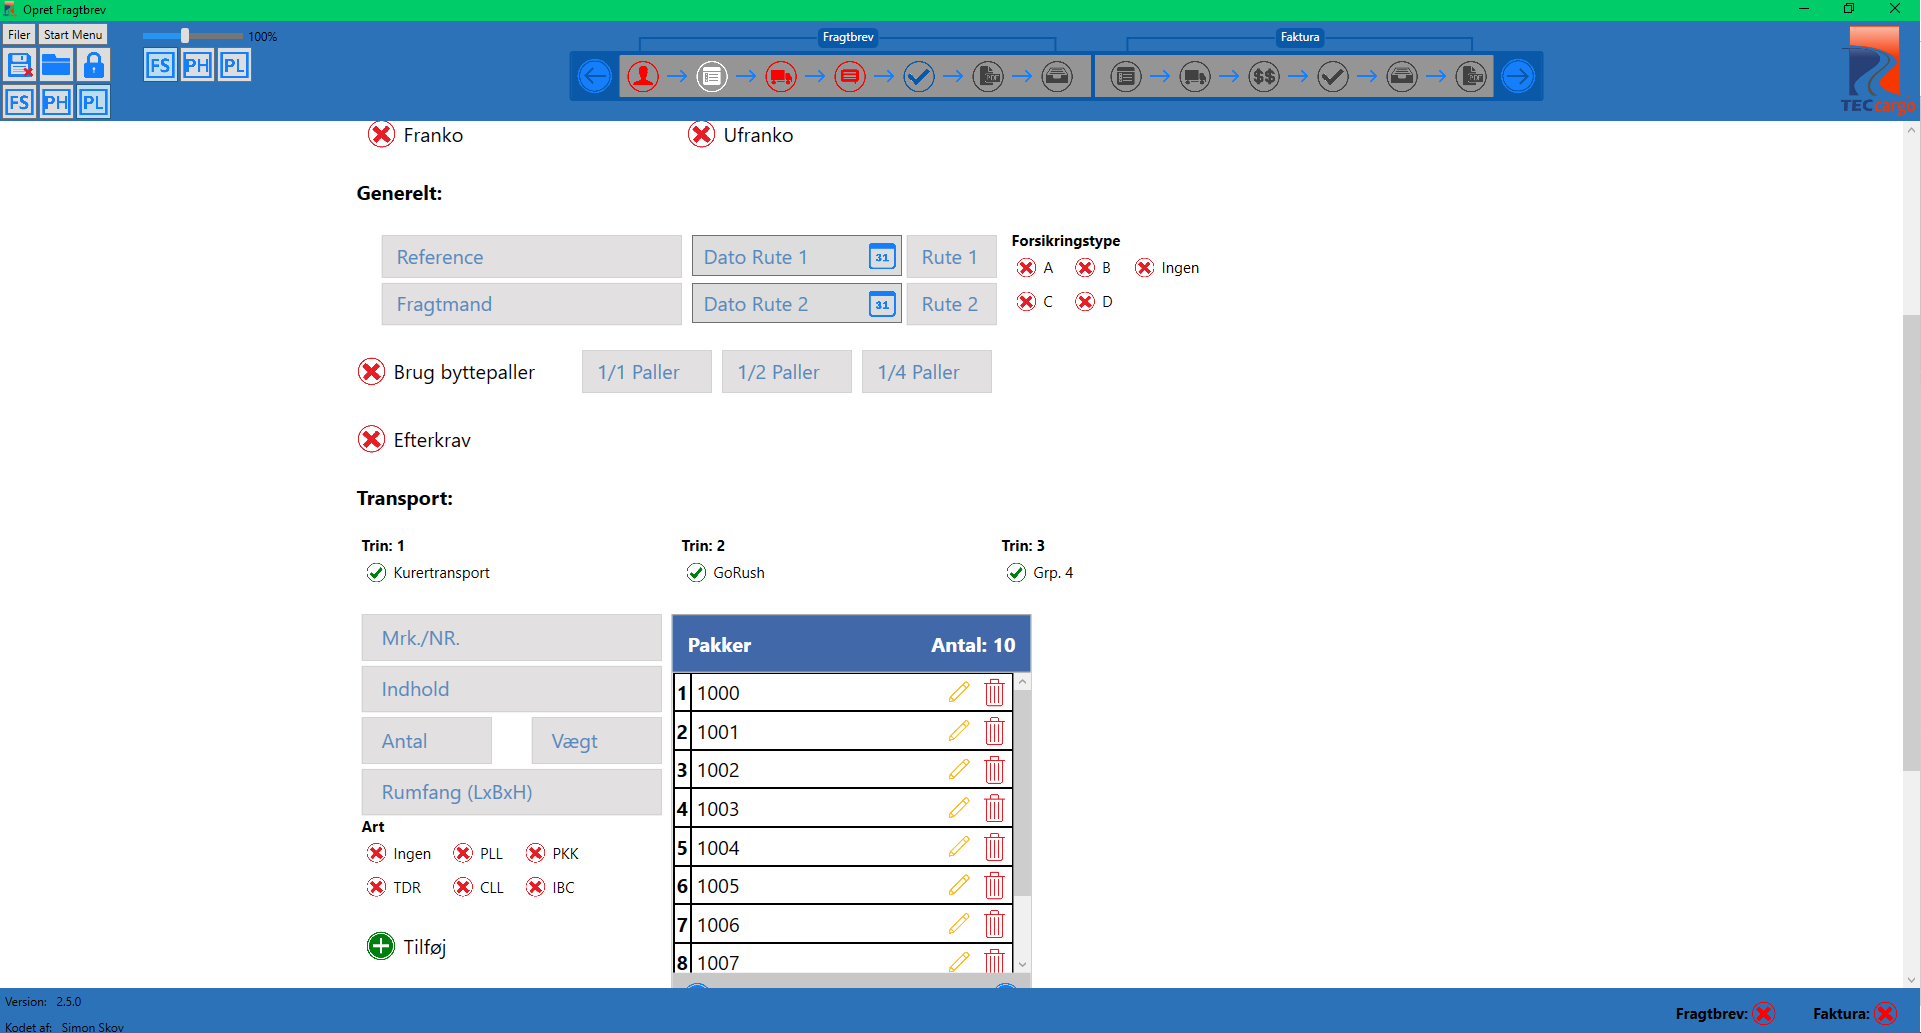 Opret Fragtbrev
Filer Start Menu 100%
FS PH PL
FS PH PL
Fragtbrev Faktura
PDF $$ PDF
TECcargo
Franko Ufranko
Generelt:
Reference Dato Rute 1 31 Rute 1
Fragtmand Dato Rute 2 31 Rute 2
Forsikringstype
A B Ingen
C D
Brug byttepaller 1/1 Paller 1/2 Paller 1/4 Paller
Efterkrav
Transport:
Trin: 1 Trin: 2 Trin: 3
Kurertransport GoRush Grp. 4
Mrk./NR.
Indhold
Antal Vægt
Rumfang (LxBxH)
Art
Ingen PLL PKK
TDR CLL IBC
Tilføj
Pakker Antal: 10
1 1000
2 1001
3 1002
4 1003
5 1004
6 1005
7 1006
8 1007
Version: 2.5.0
Kodet af: Simon Skov
Fragtbrev: Faktura: